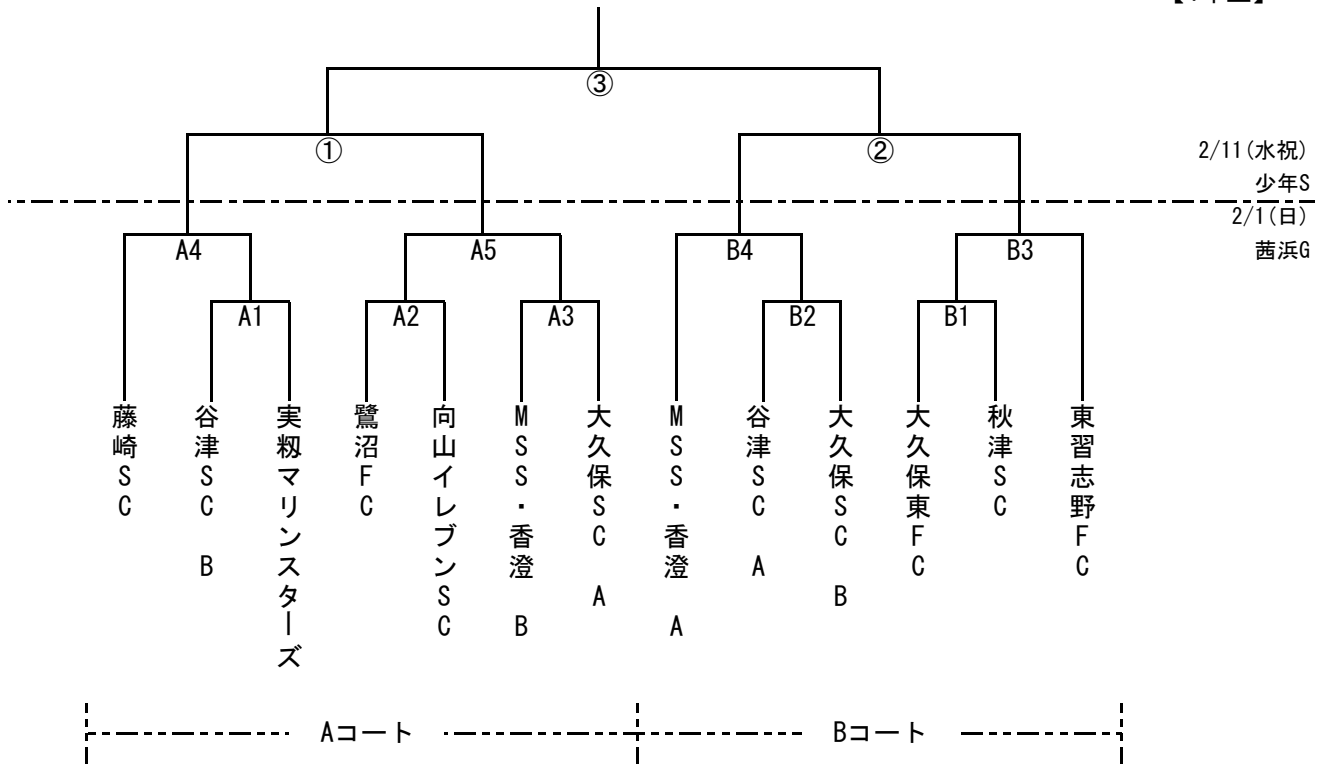 ③
①
②
2/11(水祝)
少年S
2/1(日)
茜浜G
A4
A5
B4
B3
A1
A2
A3
B2
B1
藤崎SC
谷津SC B
実籾マリンスターズ
鷺沼FC
向山イレブンSC
MSS・香澄 B
大久保SC A
MSS・香澄 A
谷津SC A
大久保SC B
大久保東FC
秋津SC
東習志野FC
Aコート
Bコート